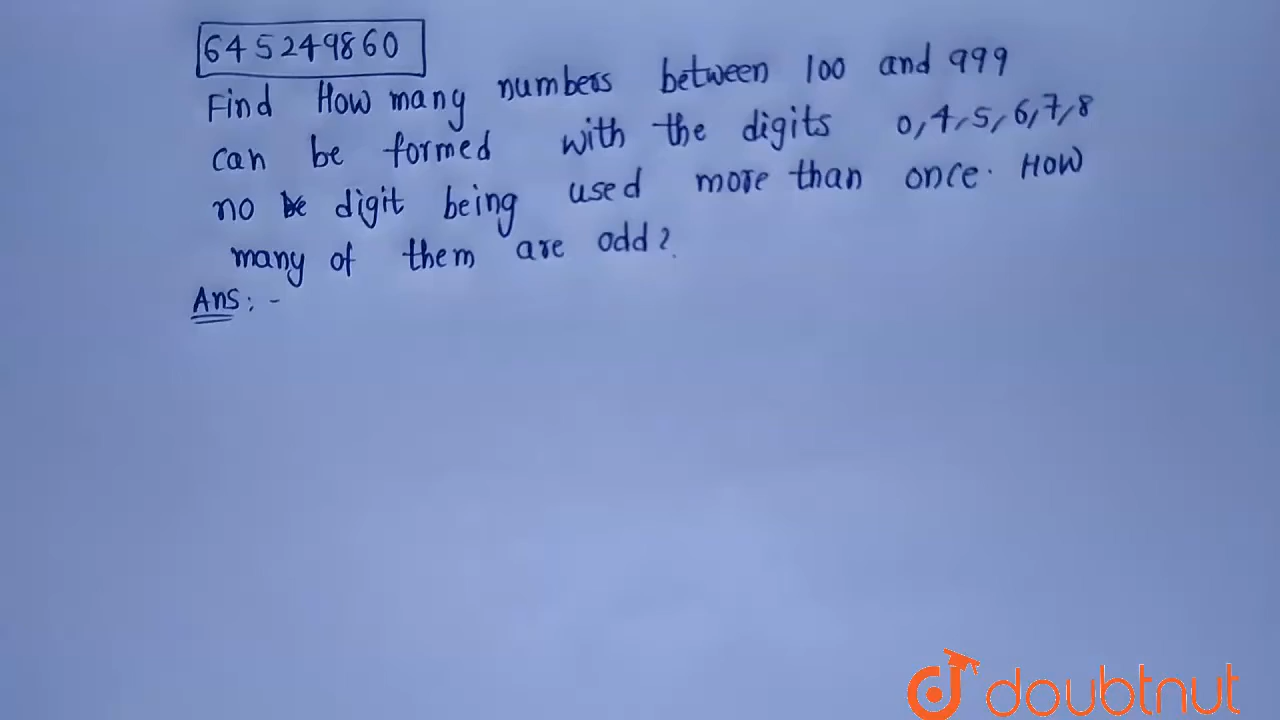 645249860
Find How many numbers between 100 and 999
can be formed with the digits 0,4,5,6,7,8
no be digit being used more than once. How
many of them are odd?
Ans: -
doubtnut